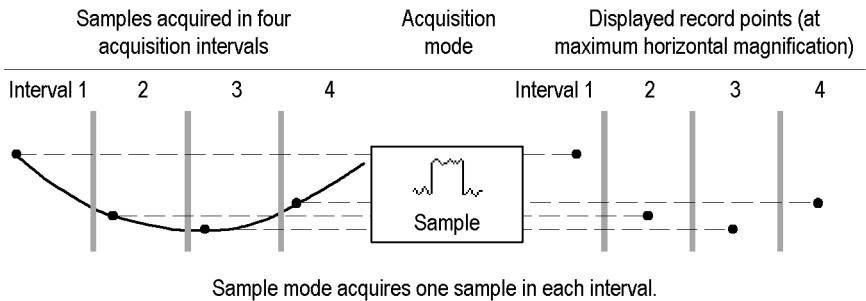 Samples acquired in four
acquisition intervals
Acquisition
mode
Displayed record points (at
maximum horizontal magnification)
Interval 1 2 3 4
Interval 1 2 3 4
Sample
Sample mode acquires one sample in each interval.